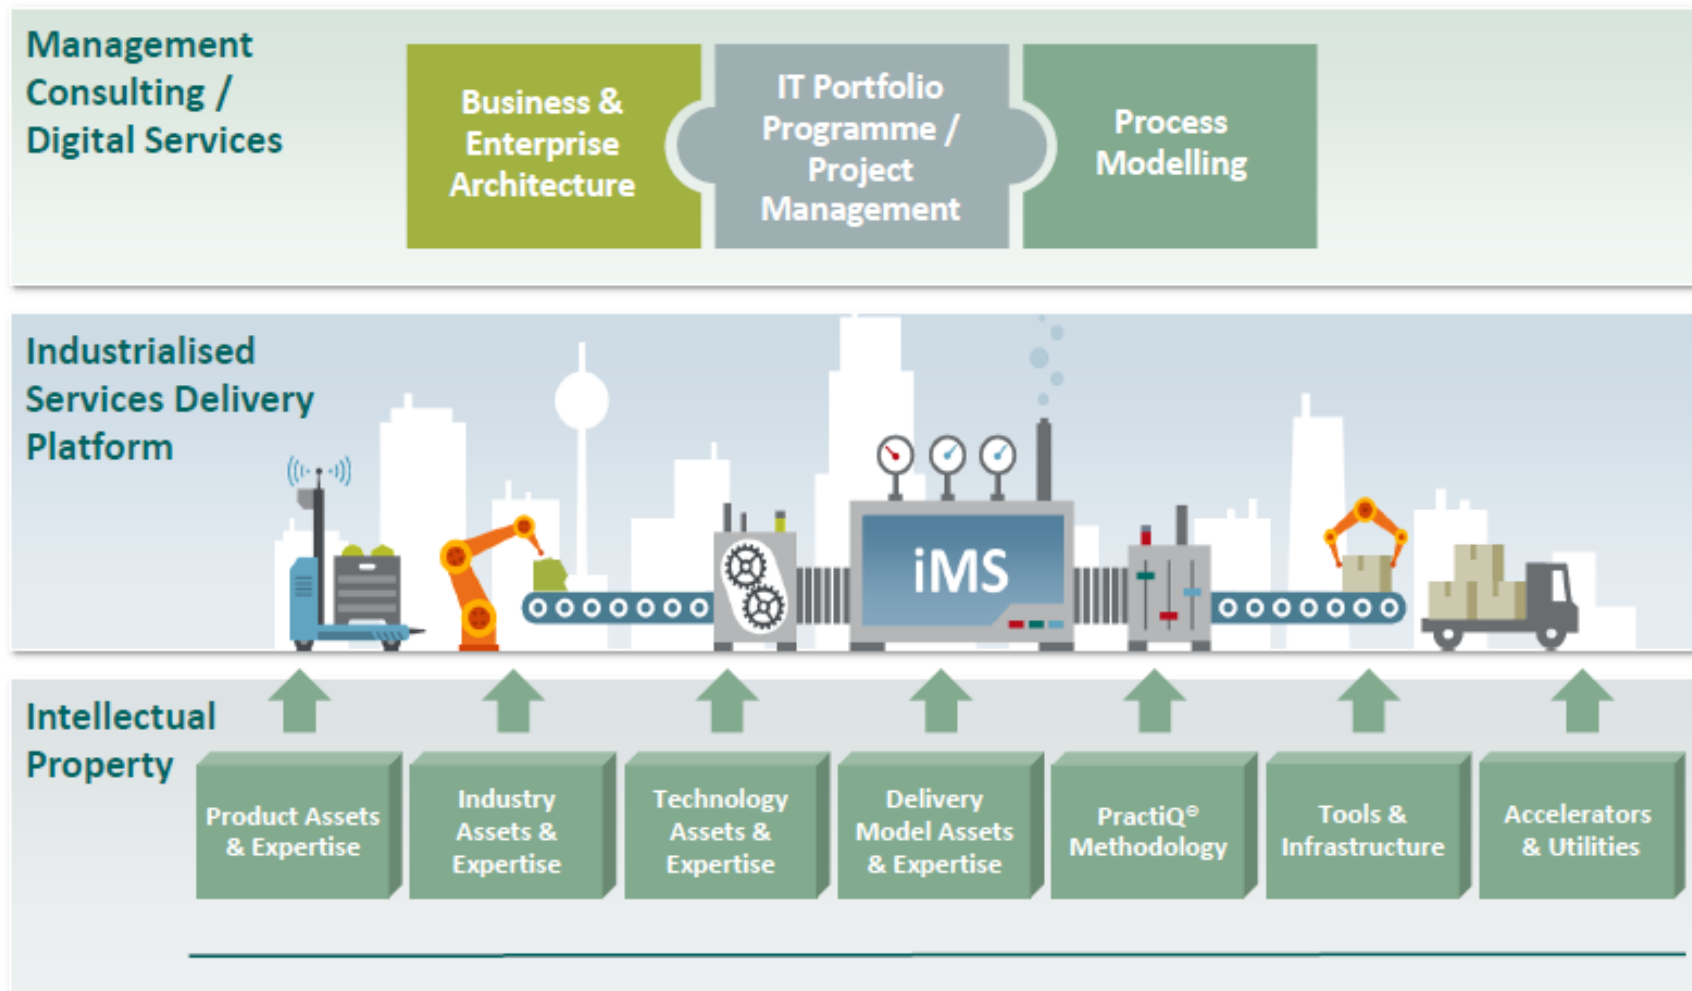 Management
Consulting /
Digital Services
Business &
Enterprise
Architecture
IT Portfolio
Programme /
Project
Management
Process
Modelling
Industrialised
Services Delivery
Platform
iMS
Intellectual
Property
Product Assets
& Expertise
Industry
Assets &
Expertise
Technology
Assets &
Expertise
Delivery
Model Assets
& Expertise
PractiQ®
Methodology
Tools &
Infrastructure
Accelerators
& Utilities